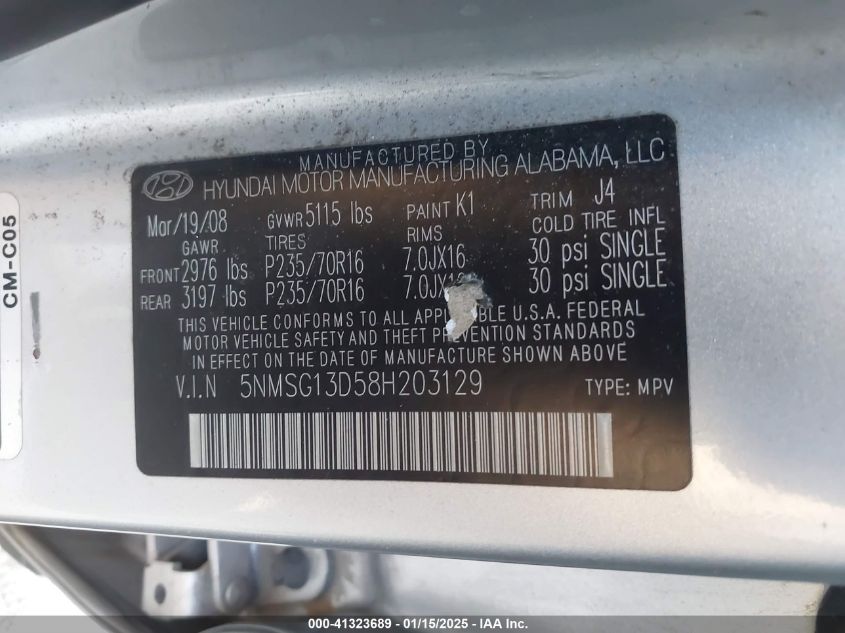 MANUFACTURED BY
HYUNDAI MOTOR MANUFACTURING ALABAMA, LLC
Mar/19/08 GVWR 5115 lbs PAINT K1 TRIM J4
GAWR TIRES RIMS COLD TIRE INFL
FRONT 2976 lbs P235/70R16 7.0JX16 30 psi SINGLE
REAR 3197 lbs P235/70R16 30 psi SINGLE
THIS VEHICLE CONFORMS TO ALL U.S.A. FEDERAL
MOTOR VEHICLE SAFETY AND THEFT PREVENTION STANDARDS
IN EFFECT ON THE DATE OF MANUFACTURE SHOWN ABOVE
V.I.N 5NMSG13D58H203129 TYPE: MPV
CM-C05
000-41323689 - 01/15/2025 - IAA Inc.